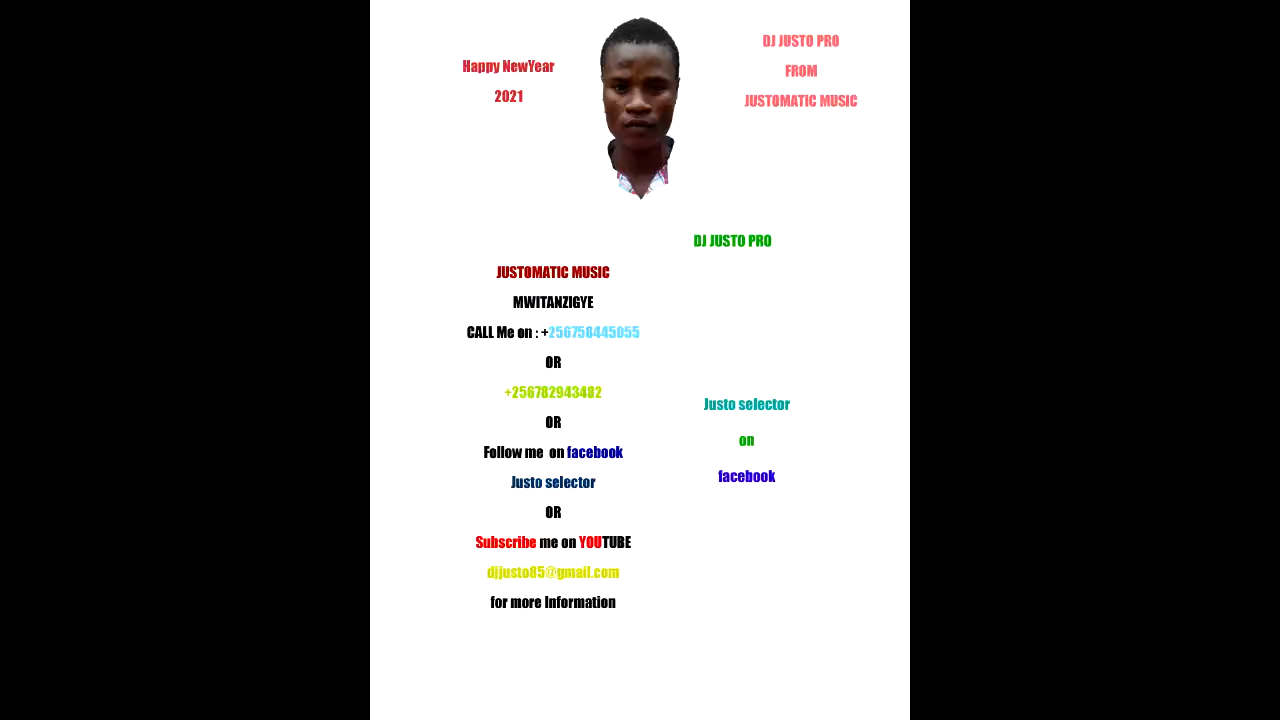 Happy NewYear
2021
DJ JUSTO PRO
FROM
JUSTOMATIC MUSIC
DJ JUSTO PRO
JUSTOMATIC MUSIC
MWITANZIGYE
CALL Me on : +256758445055
OR
+256782943482
OR
Follow me on facebook
Justo selector
OR
Subscribe me on YOUTUBE
djjusto85@gmail.com
for more Information
Justo selector
on
facebook